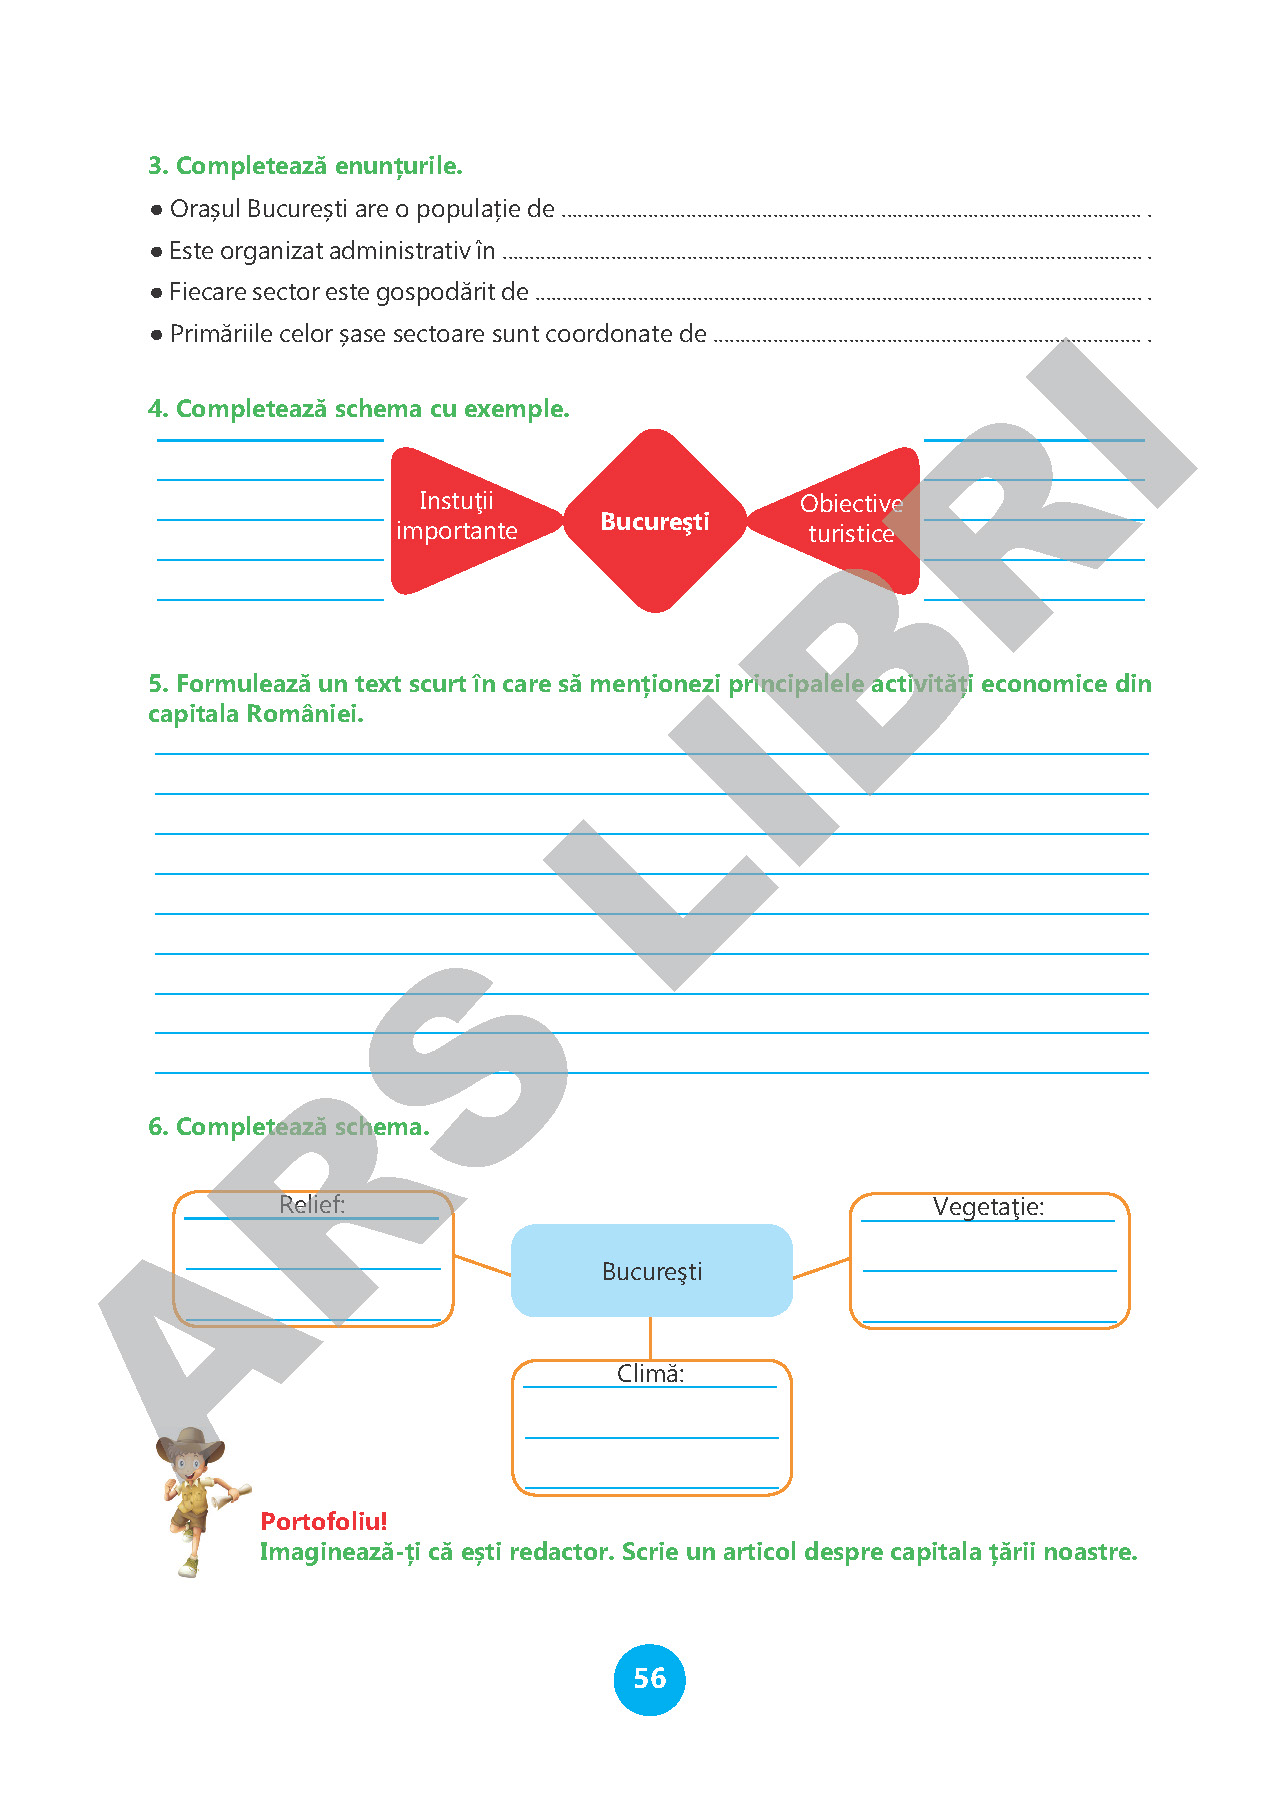 3. Completează enunțurile.
● Orașul București are o populație de .......................................................................................................... .
● Este organizat administrativ în ..................................................................................................................... .
● Fiecare sector este gospodărit de ............................................................................................................... .
● Primăriile celor șase sectoare sunt coordonate de .............................................................................. .
4. Completează schema cu exemple.
Instuţii
importante
Bucureşti
Obiective
turistice
5. Formulează un text scurt în care să menționezi principalele activități economice din
capitala României.
6. Completează schema.
Relief:
Vegetaţie:
Bucureşti
Climă:
Portofoliu!
Imaginează-ți că ești redactor. Scrie un articol despre capitala țării noastre.
56
ARS LIBRI